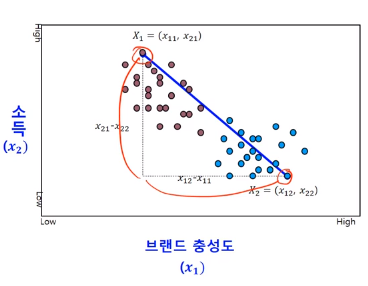 High
X₁ = (x₁₁, x₂₁)
소득
(x₂)
x₂₁-x₂₂
x₁₂-x₁₁
X₂ = (x₁₂, x₂₂)
Low
Low
High
브랜드 충성도
(x₁)